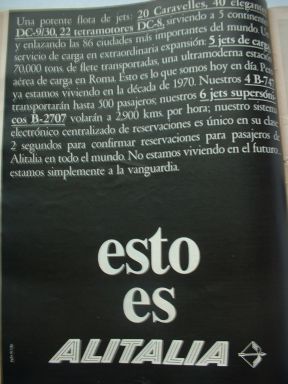 Una potente flora de jets: 20 Caravelles, 40 elegantes
DC-9/30, 22 tetramotores DC-8, sirviendo a 5 continentes
y enlazando las 86 ciudades más importantes del mundo. Un
servicio de carga en extraordinaria expansión: 5 jets de carga,
70.000 tons de flete transportadas, una ultramoderna estación
aérea de carga en Roma. Esto es lo que somos hoy en día. Pero
ya estamos viviendo en la década de 1970. Nuestros 4 B-7
transportarán hasta 500 pasajeros; nuestros 6 jets supersóni-
cos B-2707 volarán a 2.900 kms. por hora; nuestro sistema
electrónico centralizado de reservaciones es único en su clase
2 segundos para confirmar reservaciones para pasajeros de
Alitalia en todo el mundo. No estamos viviendo en el futuro,
estamos simplemente a la vanguardia.
esto
es
ALITALIA